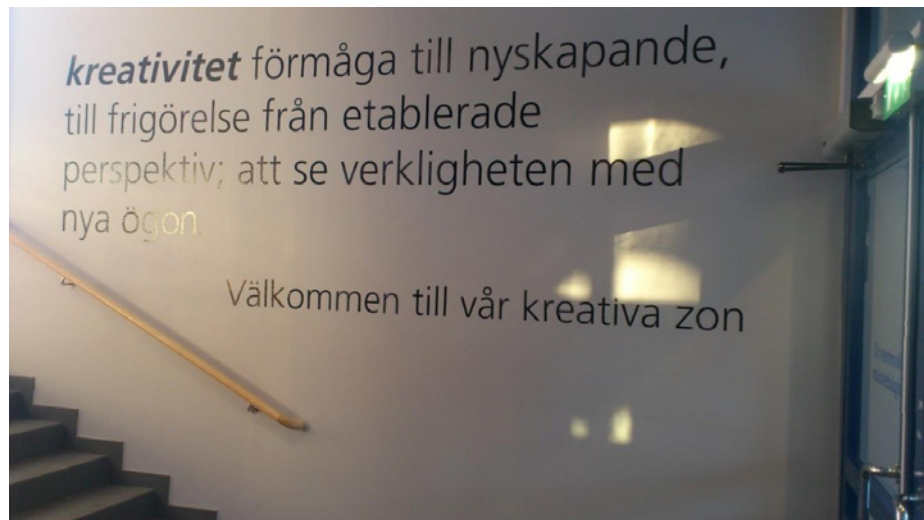 kreativitet förmåga till nyskapande,
till frigörelse från etablerade
perspektiv; att se verkligheten med
nya ögon.
Välkommen till vår kreativa zon